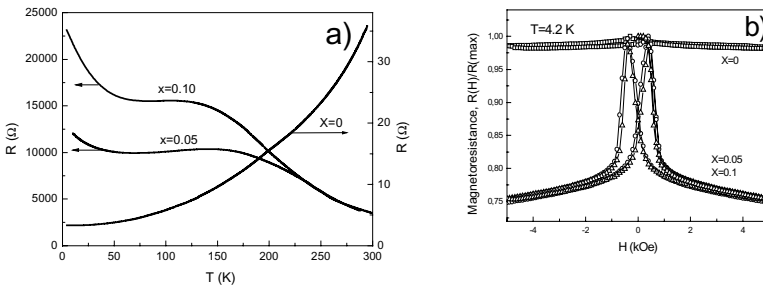 a)
25000
20000
15000
10000
5000
0
R (Ω)
x=0.10
x=0.05
X=0
30
20
10
0
R (Ω)
0 50 100 150 200 250 300
T (K)
b)
T=4.2 K
1,00
0,95
0,90
0,85
0,80
0,75
Magnetoresistance, R(H)/R(max)
X=0
X=0.05
X=0.1
-4 -2 0 2 4
H (kOe)